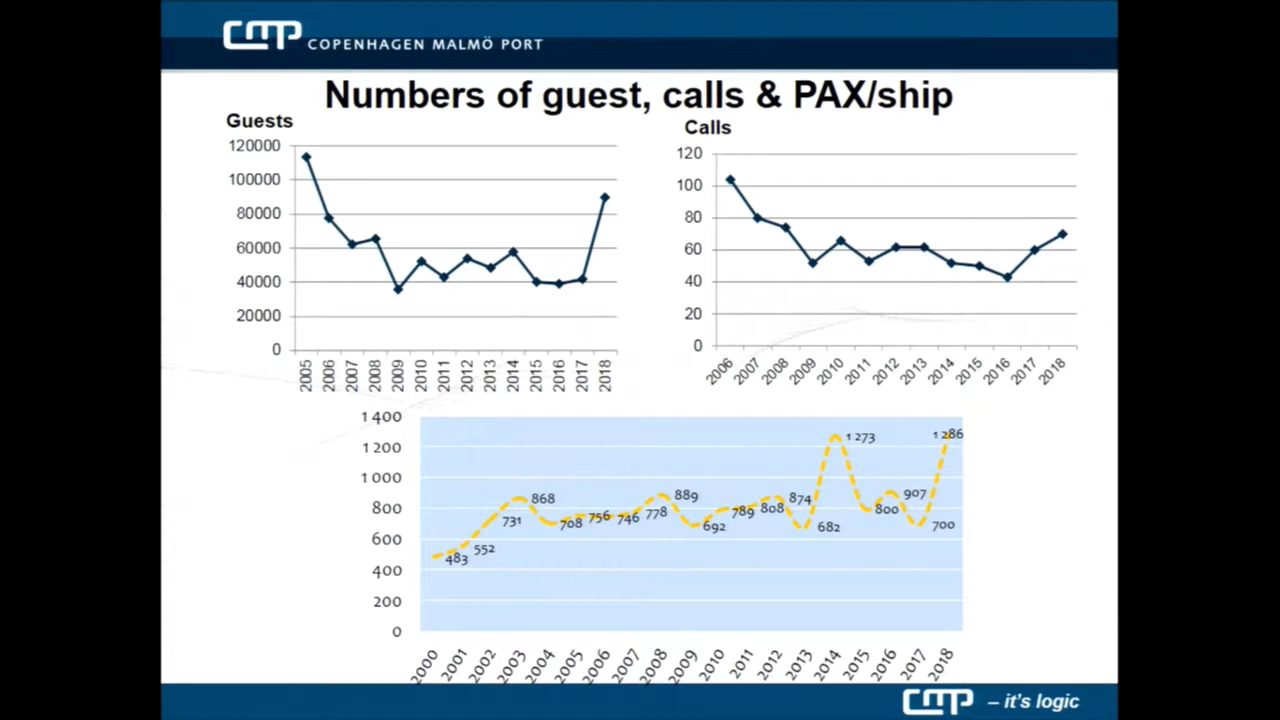 CMP COPENHAGEN MALMÖ PORT
Numbers of guest, calls & PAX/ship
Guests
120000
100000
80000
60000
40000
20000
0
2005 2006 2007 2008 2009 2010 2011 2012 2013 2014 2015 2016 2017 2018
Calls
120
100
80
60
40
20
0
2006 2007 2008 2009 2010 2011 2012 2013 2014 2015 2016 2017 2018
1 400
1 200
1 000
800
600
400
200
0
483 552 731 868 708 756 746 778 889 692 789 808 874 682 1 273 800 907 700 1 286
2000 2001 2002 2003 2004 2005 2006 2007 2008 2009 2010 2011 2012 2013 2014 2015 2016 2017 2018
CMP – it's logic